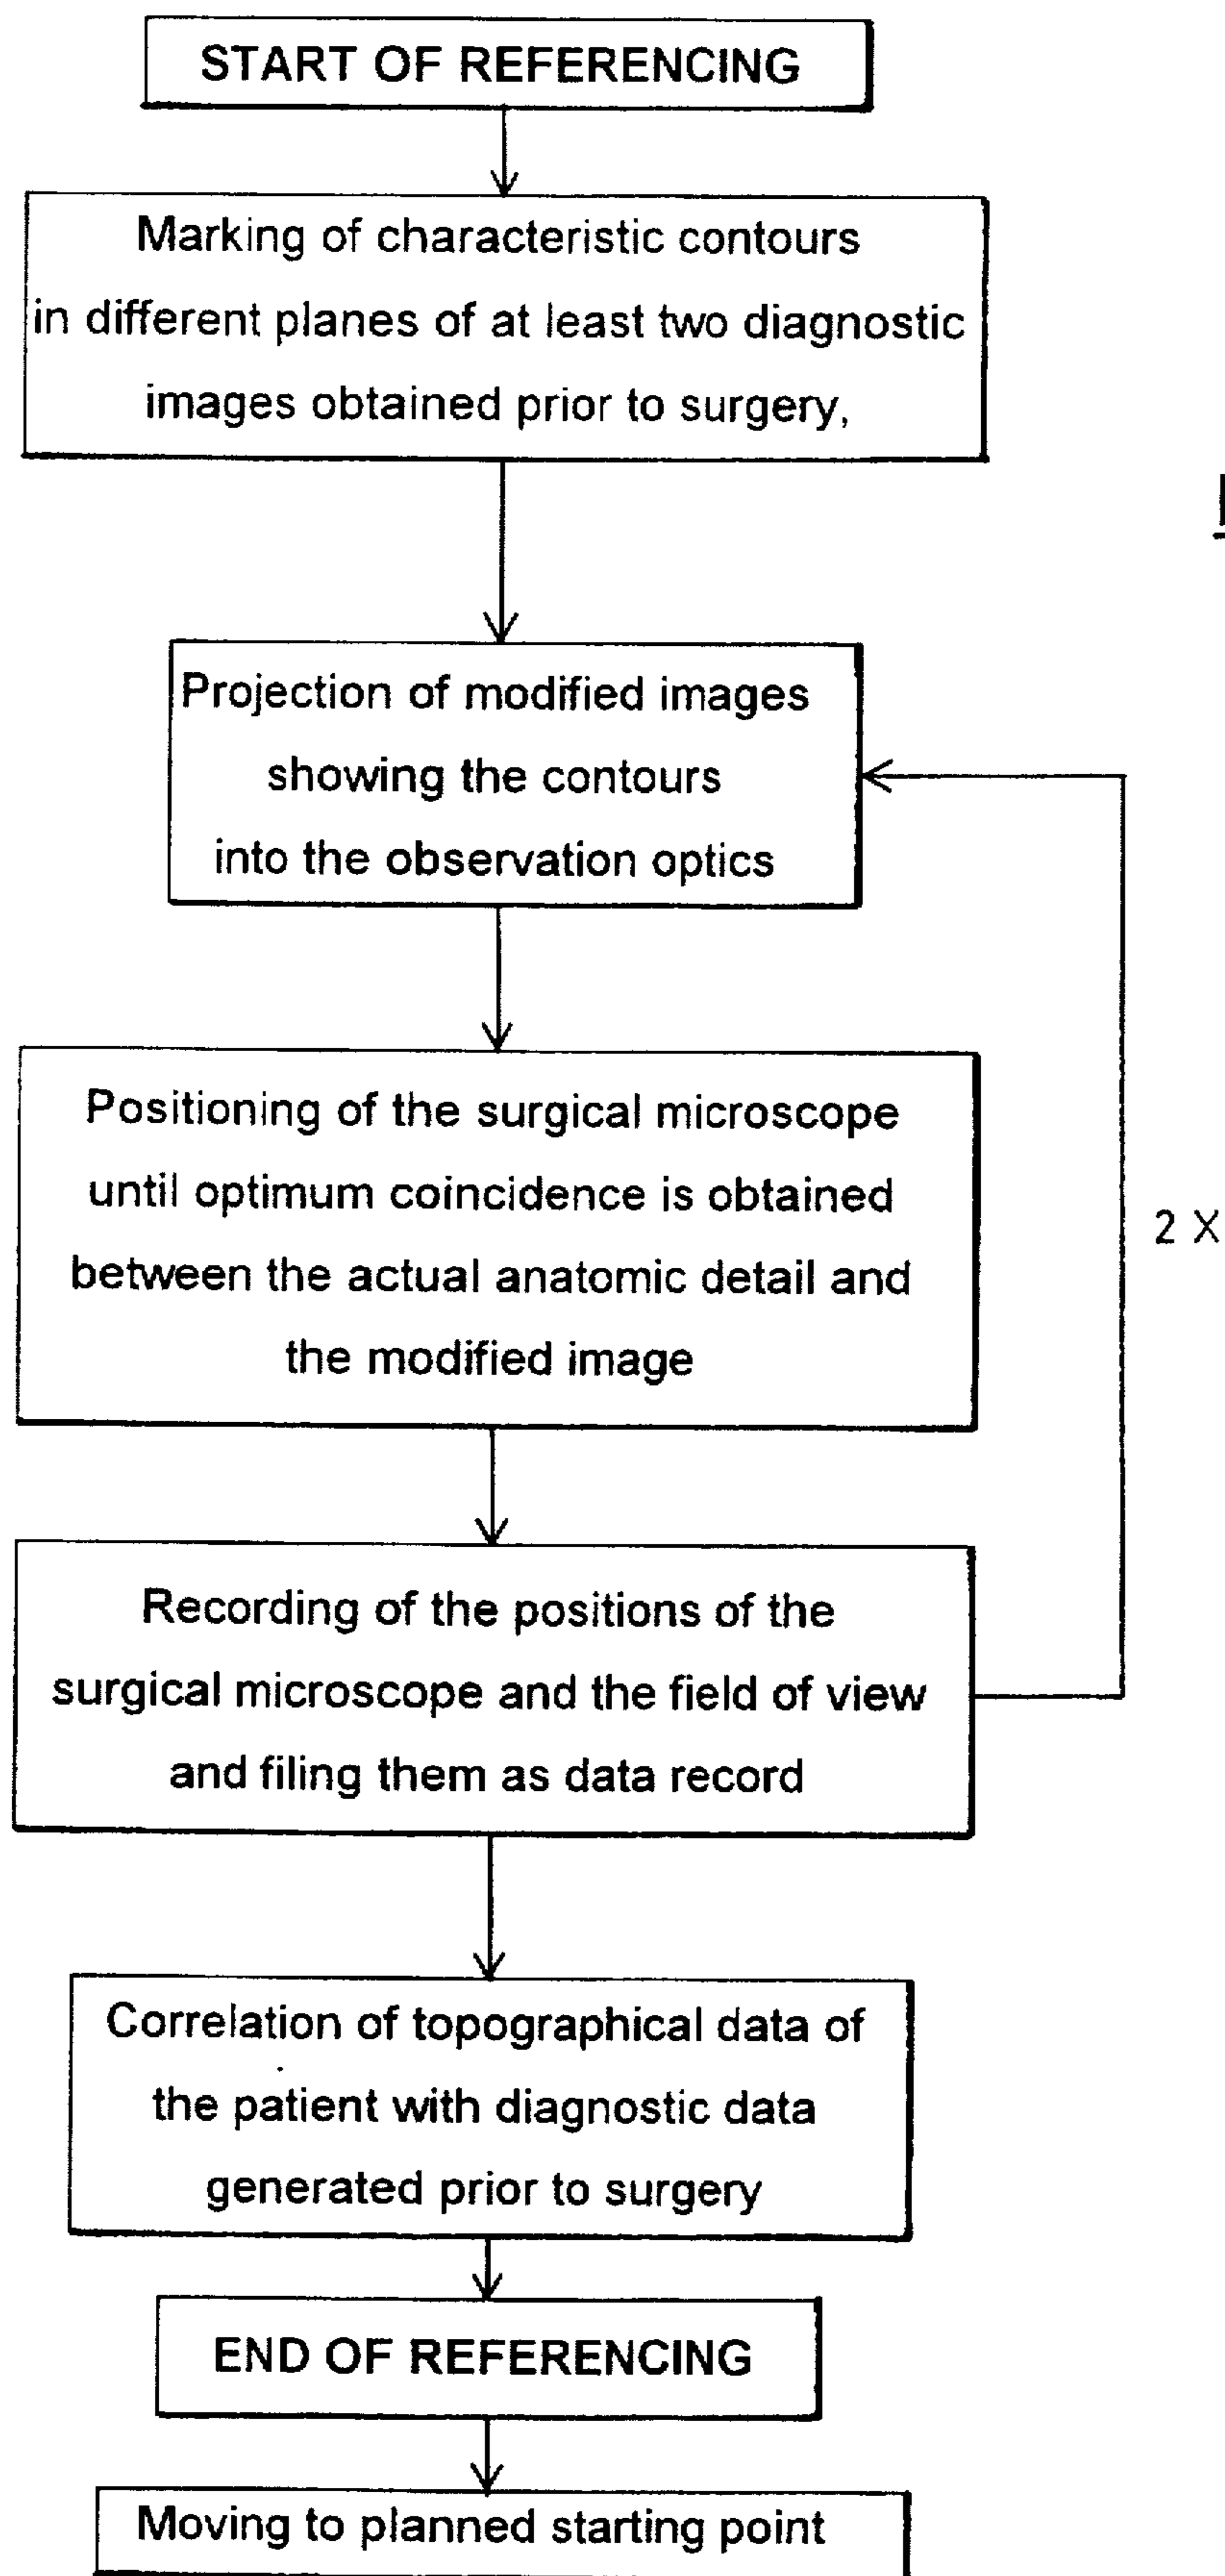 START OF REFERENCING
Marking of characteristic contours
in different planes of at least two diagnostic
images obtained prior to surgery,
Projection of modified images
showing the contours
into the observation optics
Positioning of the surgical microscope
until optimum coincidence is obtained
between the actual anatomic detail and
the modified image
2 X
Recording of the positions of the
surgical microscope and the field of view
and filing them as data record
Correlation of topographical data of
the patient with diagnostic data
generated prior to surgery
END OF REFERENCING
Moving to planned starting point